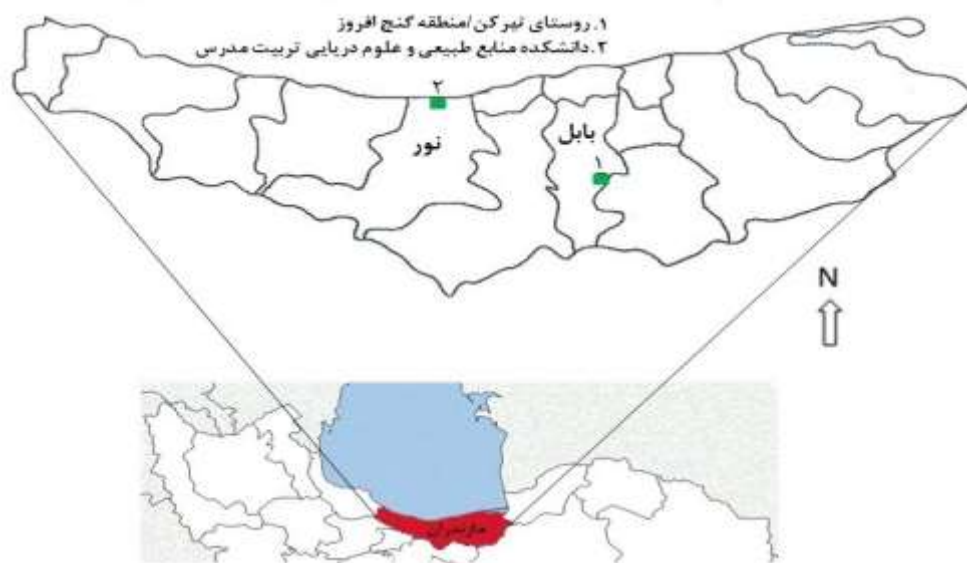 ۱. روستای تیرکن/منطقه گنج افروز
۲. دانشکده منابع طبیعی و علوم دریایی تربیت مدرس
۲
نور
بابل
۱
N
مازندران